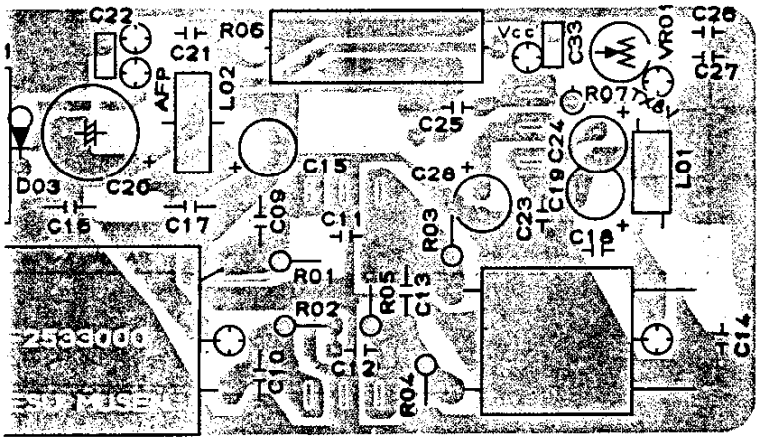 C22
C21
R06
Vcc
C33
VR01
C26
C27
AFP
L02
R07
TXBV
C25
C24
D03
C20
C15
C28
C19
L01
C16
C17
C09
C11
R03
C23
C18
R01
R05
C13
R02
2533000
C14
C10
C12
R04